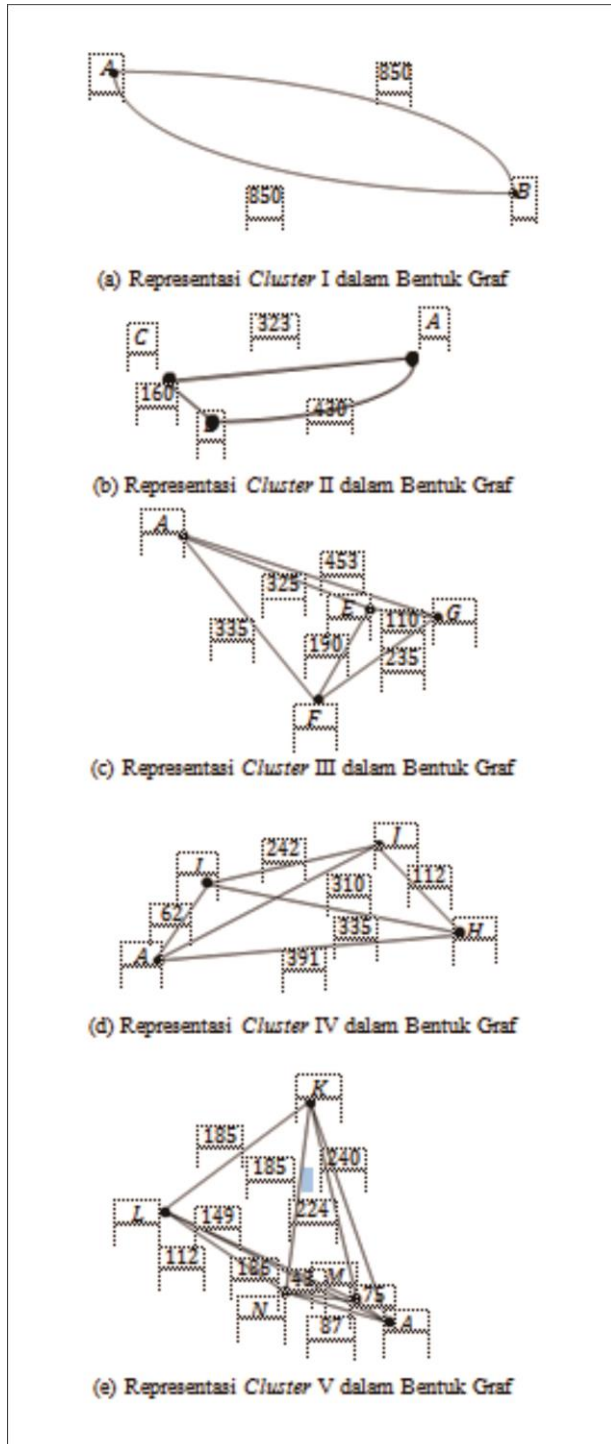 A
850
850
B
(a) Representasi Cluster I dalam Bentuk Graf
323
A
C
160
430
(b) Representasi Cluster II dalam Bentuk Graf
A
453
325
E
110
G
335
190
235
F
(c) Representasi Cluster III dalam Bentuk Graf
242
I
112
310
62
335
H
A
391
(d) Representasi Cluster IV dalam Bentuk Graf
K
185
185
240
L
149
224
112
186
M
75
N
87
A
(e) Representasi Cluster V dalam Bentuk Graf